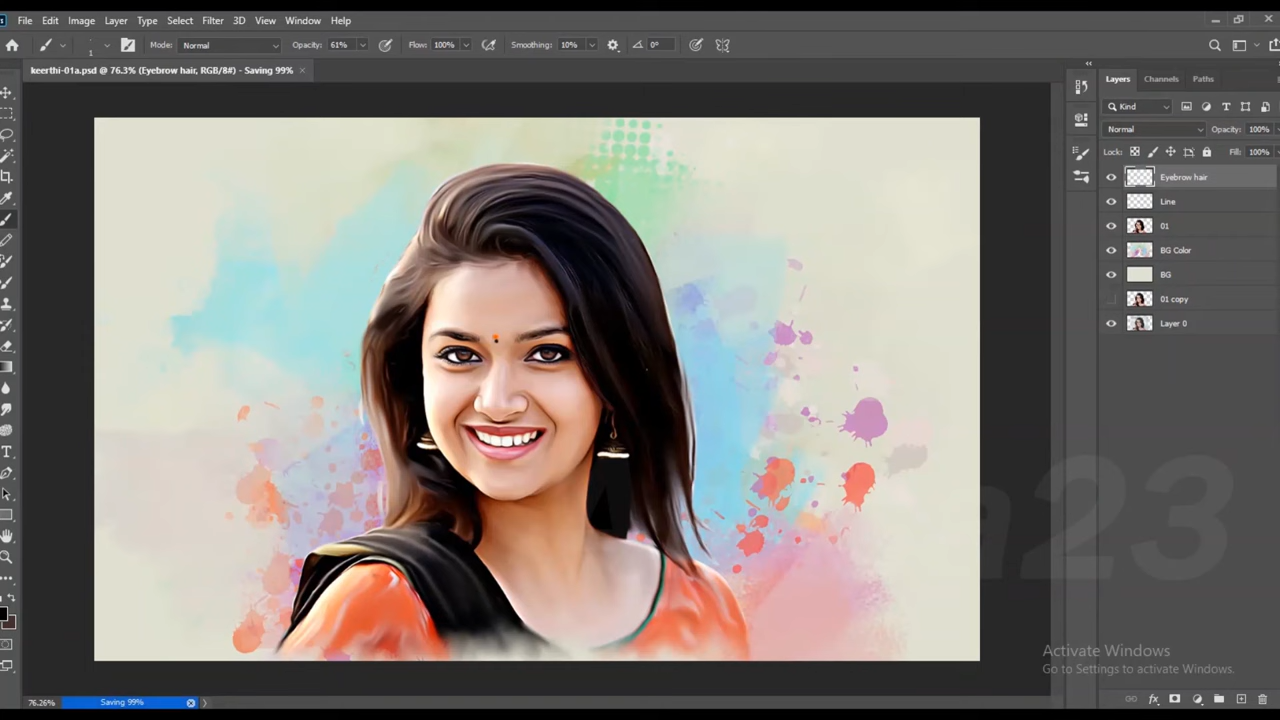 File Edit Image Layer Type Select Filter 3D View Window Help
1 Mode: Normal Opacity: 61% Flow: 100% Smoothing: 10% 0°
keerthi-01a.psd @ 76.3% (Eyebrow hair, RGB/8#) - Saving 99% ×
Layers Channels Paths
Kind
Normal Opacity: 100%
Lock: Fill: 100%
Eyebrow hair
Line
01
BG Color
BG
01 copy
Layer 0
a23
Activate Windows
Go to Settings to activate Windows.
76.26% Saving 99%